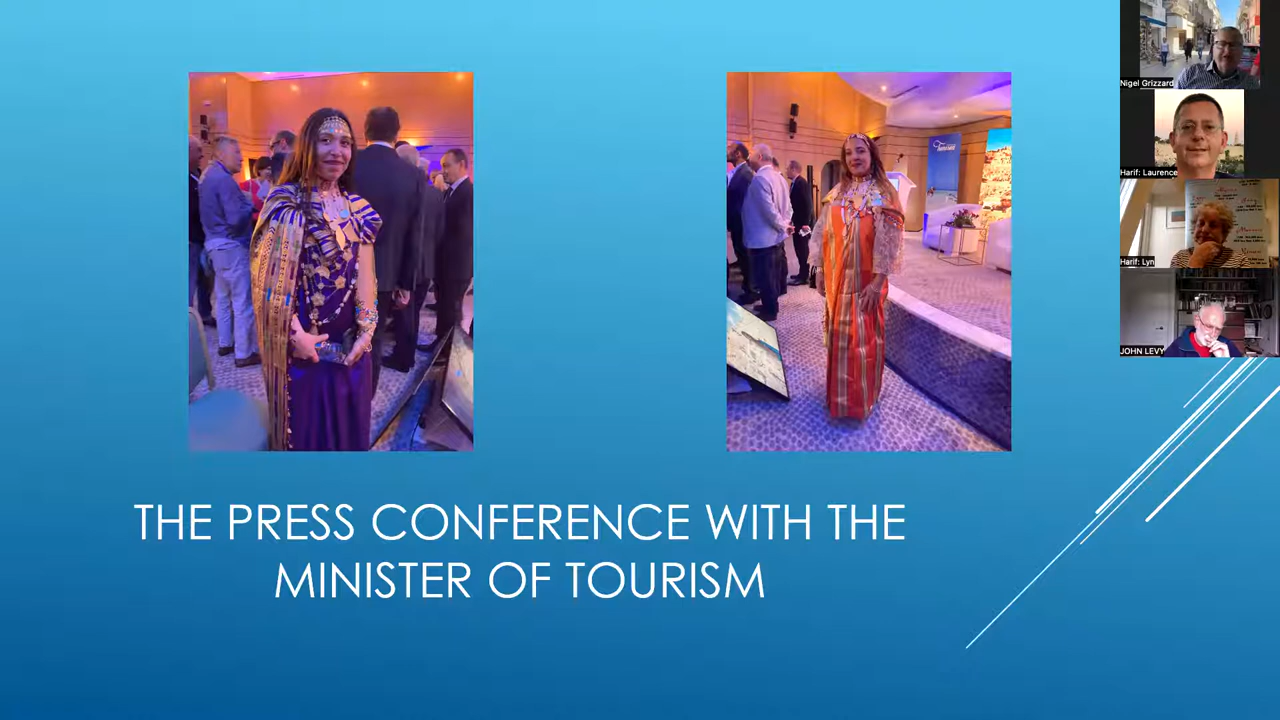 Nigel Grizzard
Harif: Laurence
Harif: Lyn
JOHN LEVY
THE PRESS CONFERENCE WITH THE
MINISTER OF TOURISM